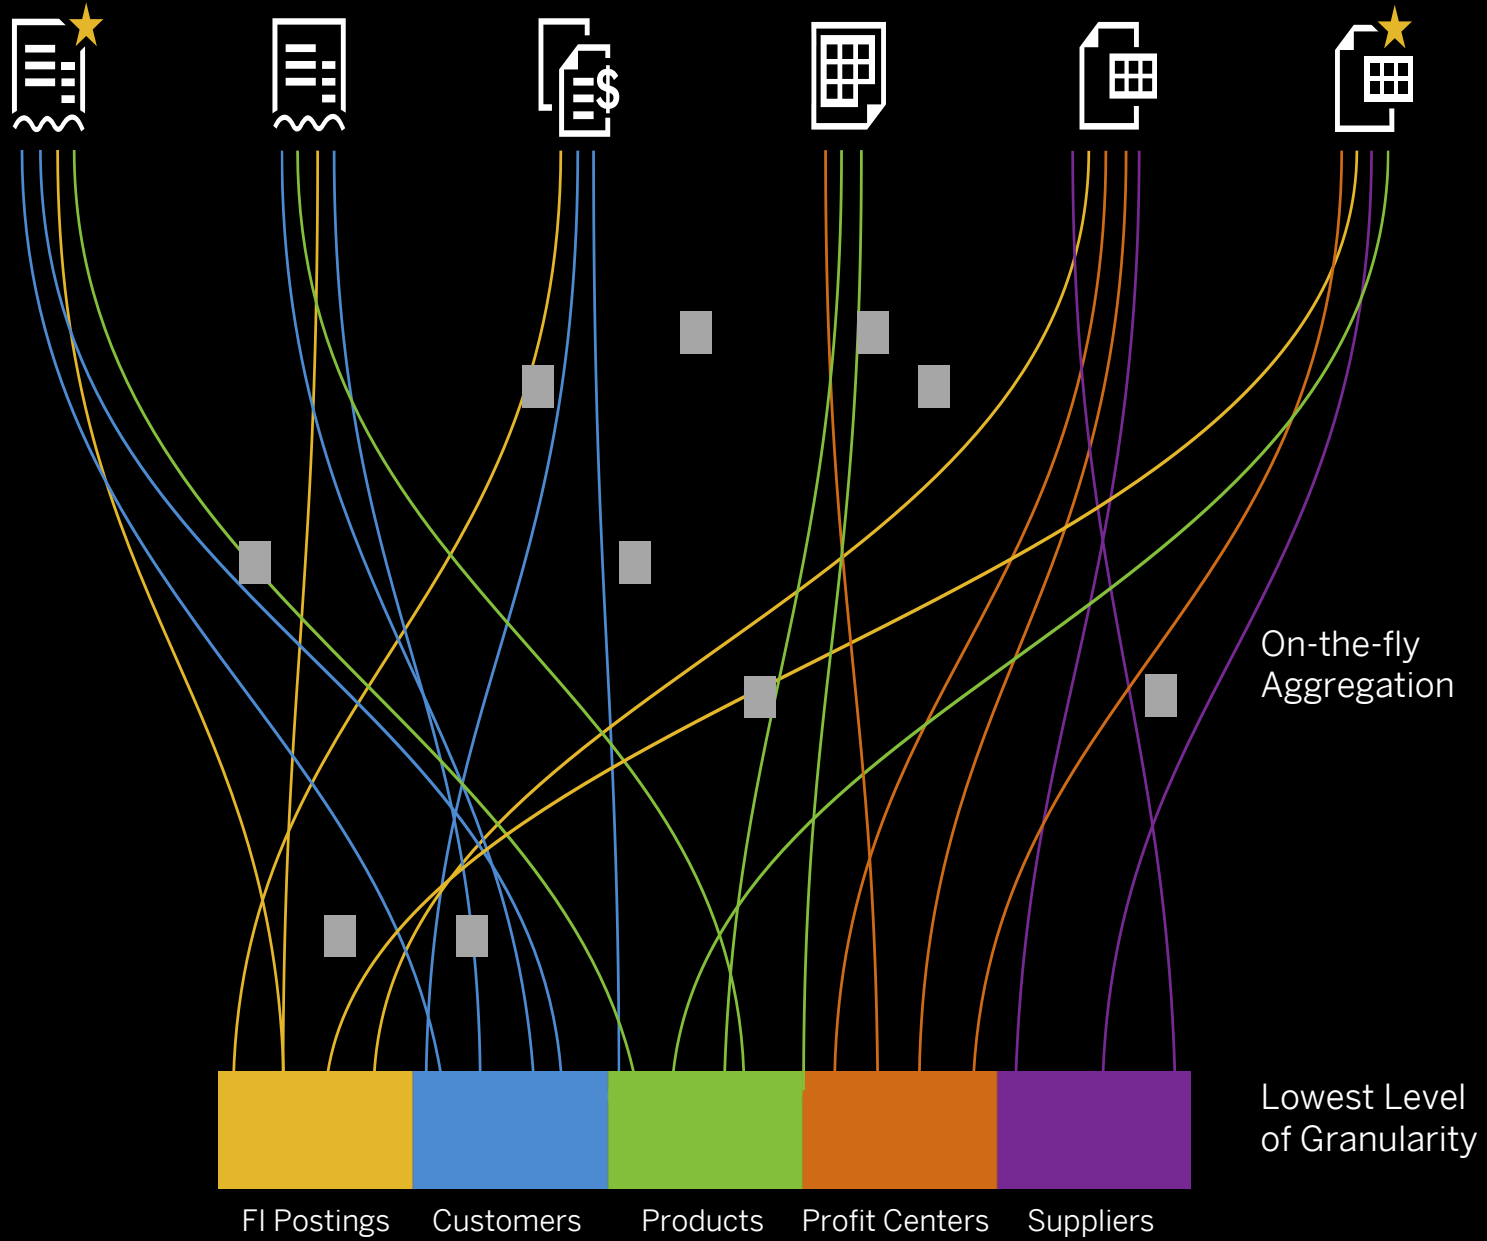 $
On-the-fly
Aggregation
Lowest Level
of Granularity
FI Postings
Customers
Products
Profit Centers
Suppliers